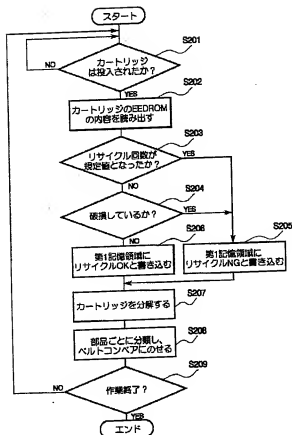 スタート
S201
カートリッジ
は投入されたか？
NO
YES
S202
カートリッジのEEDROM
の内容を読み出す
S203
リサイクル回数が
規定値となったか？
YES
NO
S204
破損しているか？
YES
NO
S206
S205
第1記憶領域に
リサイクルOKと書き込む
第1記憶領域に
リサイクルNGと書き込む
S207
カートリッジを分解する
S208
部品ごとに分類し、
ベルトコンベアにのせる
S209
NO
作業終了？
YES
エンド